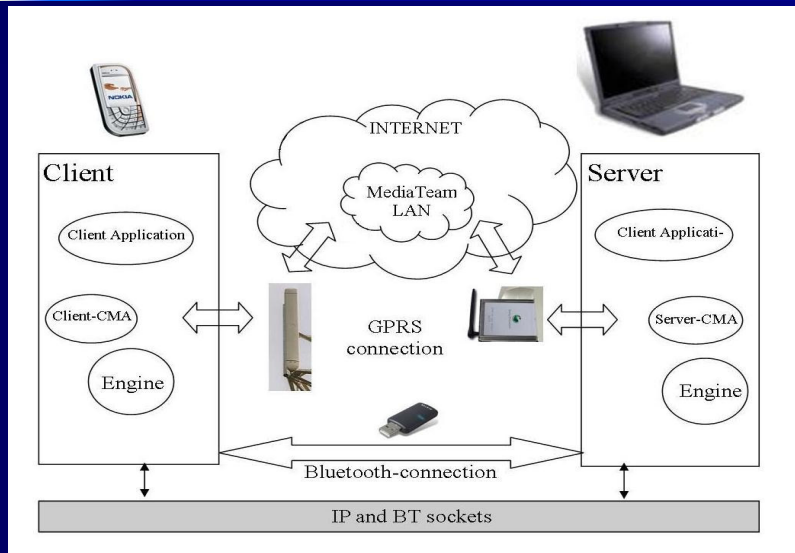 NOKIA
INTERNET
Client
MediaTeam
LAN
Server
Client Application
Client Applicati-
Client-CMA
GPRS
connection
Server-CMA
Engine
Engine
Bluetooth-connection
IP and BT sockets